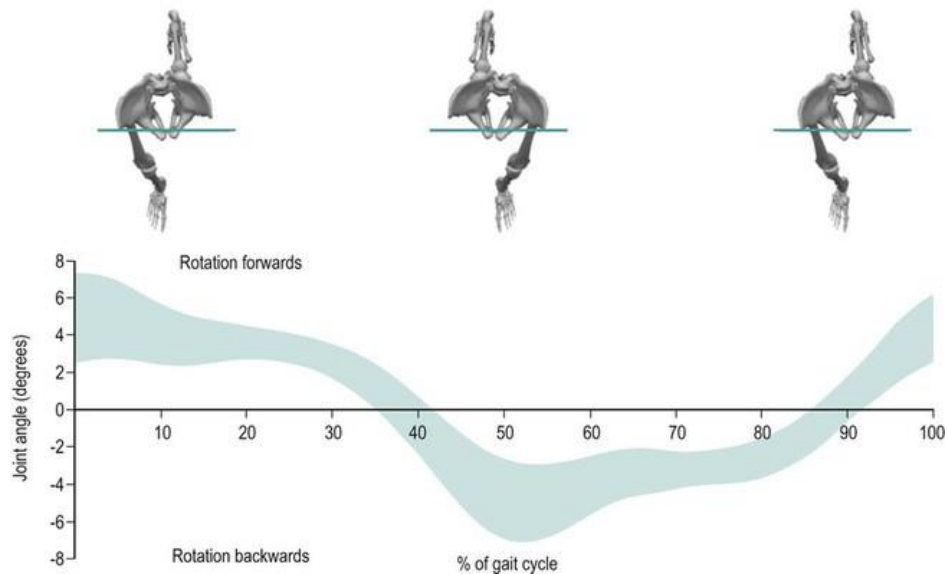 Rotation forwards
8
6
4
2
0
-2
-4
-6
-8
Joint angle (degrees)
10 20 30 40 50 60 70 80 90 100
Rotation backwards
% of gait cycle